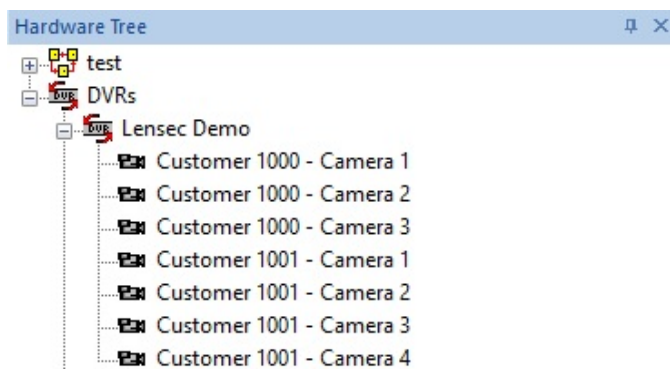 Hardware Tree
test
DVRs
Lensec Demo
Customer 1000 - Camera 1
Customer 1000 - Camera 2
Customer 1000 - Camera 3
Customer 1001 - Camera 1
Customer 1001 - Camera 2
Customer 1001 - Camera 3
Customer 1001 - Camera 4